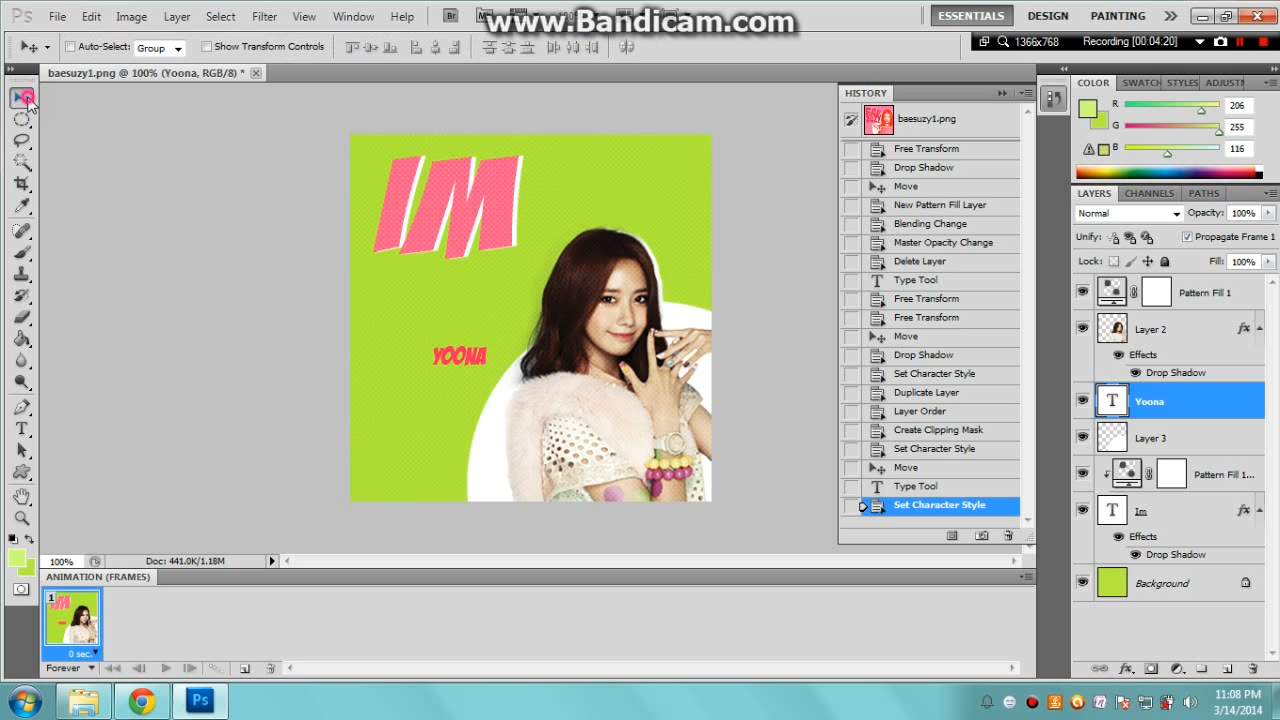 Ps File Edit Image Layer Select Filter View Window Help Br
www.Bandicam.com
ESSENTIALS DESIGN PAINTING
Auto-Select: Group Show Transform Controls
1366x768 Recording [00:04:20]
baesuzy1.png @ 100% (Yoona, RGB/8) *
HISTORY
baesuzy1.png
Free Transform
Drop Shadow
Move
New Pattern Fill Layer
Blending Change
Master Opacity Change
Delete Layer
Type Tool
Free Transform
Free Transform
Move
Drop Shadow
Set Character Style
Duplicate Layer
Layer Order
Create Clipping Mask
Set Character Style
Move
Type Tool
Set Character Style
COLOR SWATCH STYLES ADJUSTM
R 206
G 255
B 116
LAYERS CHANNELS PATHS
Normal Opacity: 100%
Unify: Propagate Frame 1
Lock: Fill: 100%
Pattern Fill 1
Layer 2 fx
Effects
Drop Shadow
T Yoona
Layer 3
Pattern Fill 1...
T Im fx
Effects
Drop Shadow
Background
IM
YOONA
100% Doc: 441.0K/1.18M
ANIMATION (FRAMES)
1
0 sec.
Forever
Ps
11:08 PM
3/14/2014